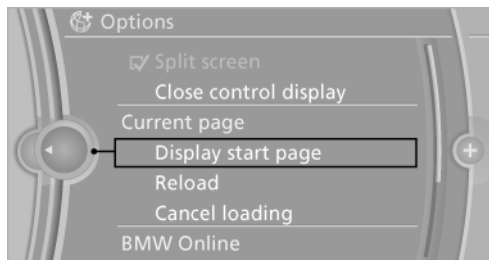 Options
Split screen
Close control display
Current page
Display start page
Reload
Cancel loading
BMW Online